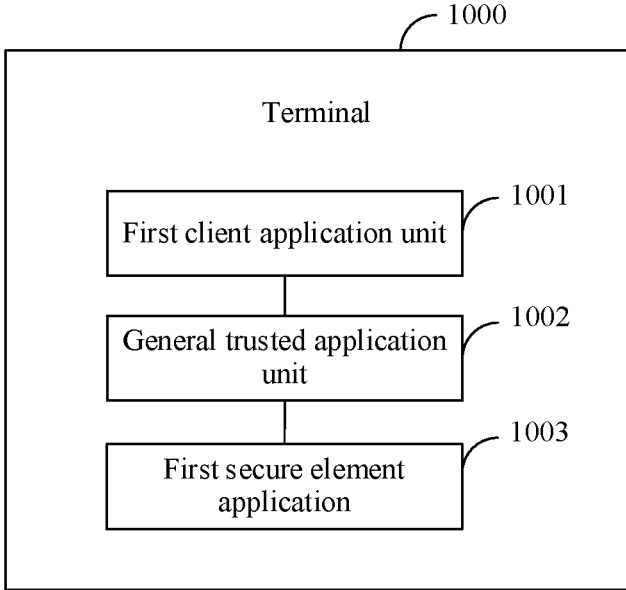 1000
Terminal
1001
First client application unit
1002
General trusted application
unit
1003
First secure element
application